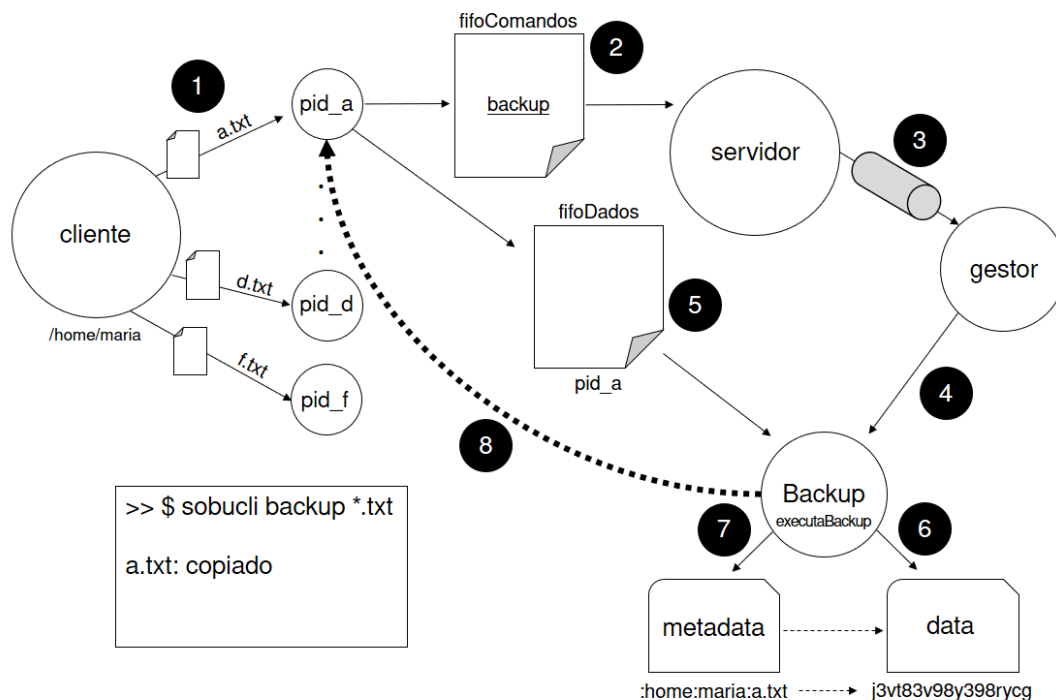 fifoComandos
1
2
a.txt
pid_a
backup
servidor
3
fifoDados
cliente
gestor
d.txt
pid_d
5
/home/maria
f.txt
pid_a
pid_f
4
8
>> $ sobucli backup *.txt
a.txt: copiado
Backup
executaBackup
7
6
metadata
data
:home:maria:a.txt
j3vt83v98y398rycg